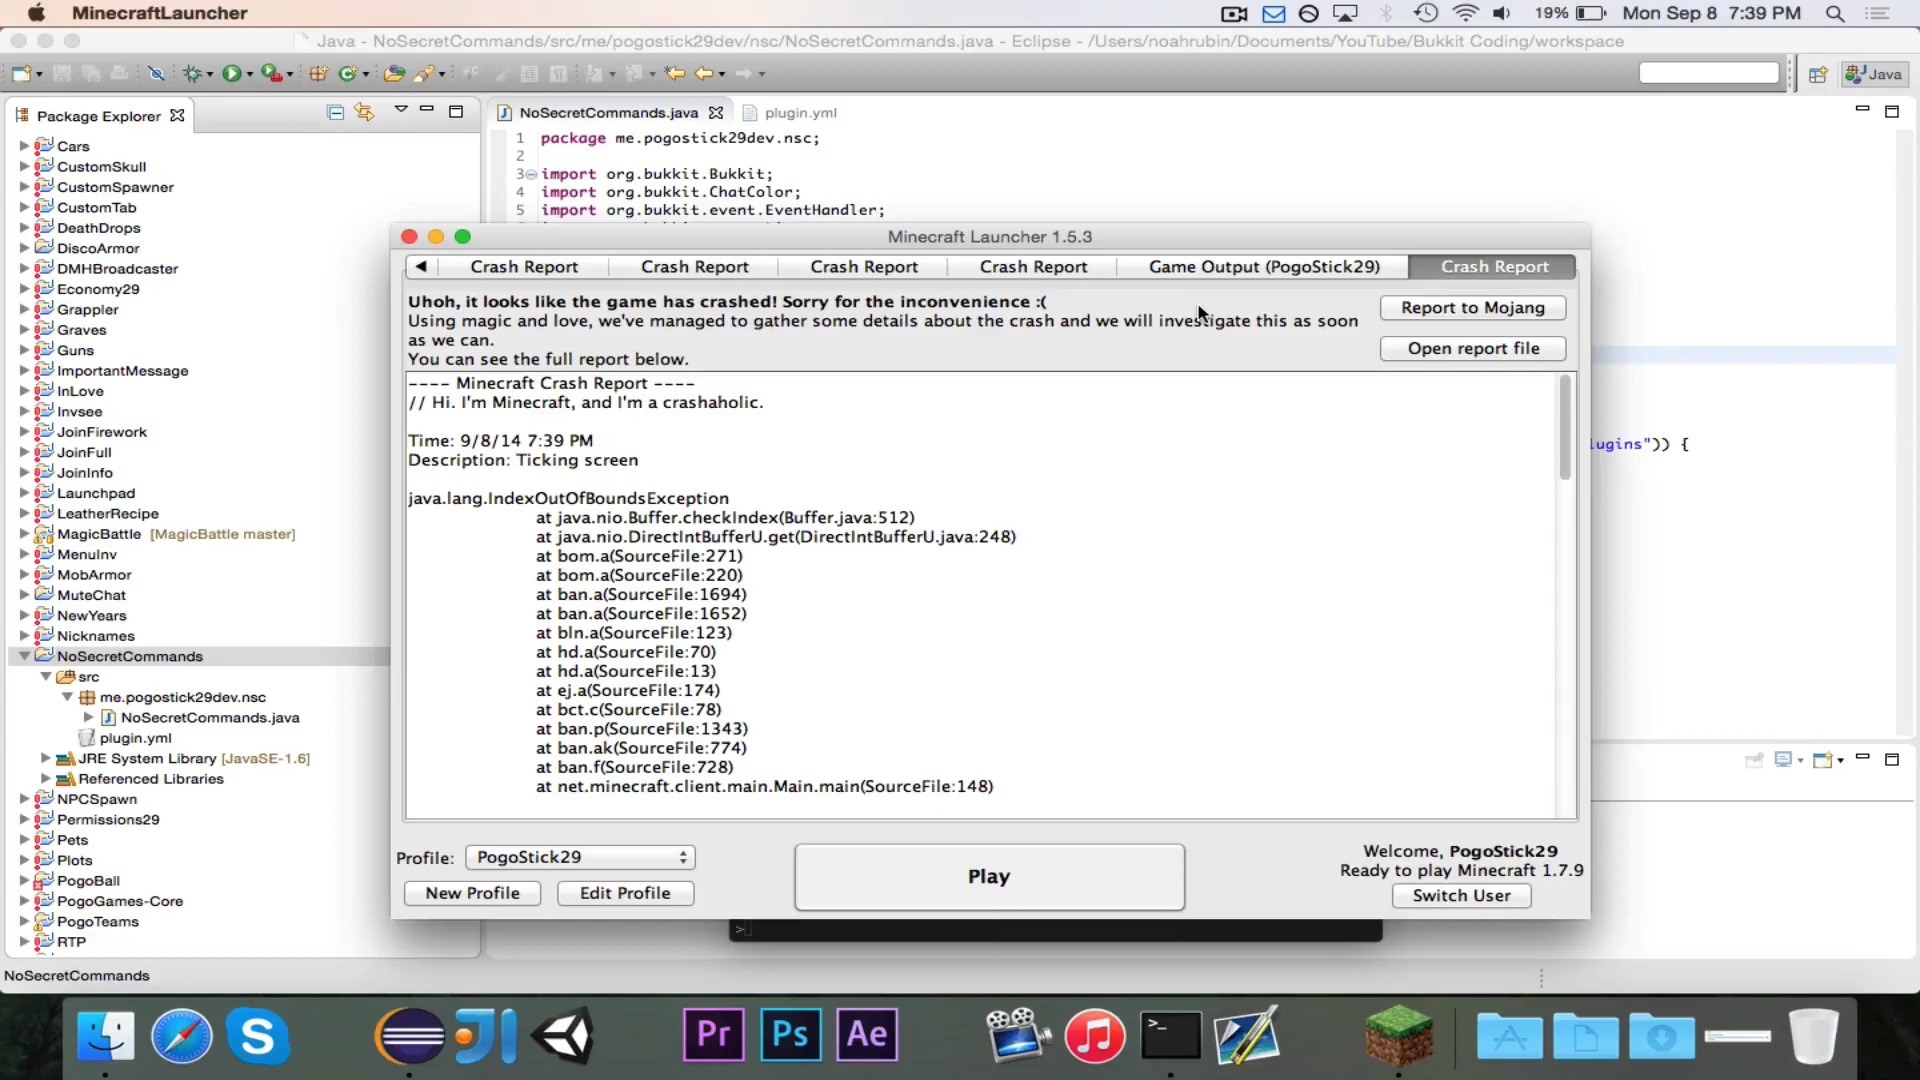 MinecraftLauncher
19% Mon Sep 8 7:39 PM
Java - NoSecretCommands/src/me/pogostick29dev/nsc/NoSecretCommands.java - Eclipse - /Users/noahrubin/Documents/YouTube/Bukkit Coding/workspace
Java
Package Explorer
NoSecretCommands.java
plugin.yml
Cars
CustomSkull
CustomSpawner
CustomTab
DeathDrops
DiscoArmor
DMHBroadcaster
Economy29
Grappler
Graves
Guns
ImportantMessage
InLove
Invsee
JoinFirework
JoinFull
JoinInfo
Launchpad
LeatherRecipe
MagicBattle [MagicBattle master]
MenuInv
MobArmor
MuteChat
NewYears
Nicknames
NoSecretCommands
src
me.pogostick29dev.nsc
NoSecretCommands.java
plugin.yml
JRE System Library [JavaSE-1.6]
Referenced Libraries
NPCSpawn
Permissions29
Pets
Plots
PogoBall
PogoGames-Core
PogoTeams
RTP
NoSecretCommands
1 package me.pogostick29dev.nsc;
2
3 import org.bukkit.Bukkit;
4 import org.bukkit.ChatColor;
5 import org.bukkit.event.EventHandler;
lugins")) {
Minecraft Launcher 1.5.3
Crash Report
Crash Report
Crash Report
Crash Report
Game Output (PogoStick29)
Crash Report
Uhoh, it looks like the game has crashed! Sorry for the inconvenience :(
Using magic and love, we've managed to gather some details about the crash and we will investigate this as soon
as we can.
You can see the full report below.
Report to Mojang
Open report file
---- Minecraft Crash Report ----
// Hi. I'm Minecraft, and I'm a crashaholic.
Time: 9/8/14 7:39 PM
Description: Ticking screen
java.lang.IndexOutOfBoundsException
at java.nio.Buffer.checkIndex(Buffer.java:512)
at java.nio.DirectIntBufferU.get(DirectIntBufferU.java:248)
at bom.a(SourceFile:271)
at bom.a(SourceFile:220)
at ban.a(SourceFile:1694)
at ban.a(SourceFile:1652)
at bln.a(SourceFile:123)
at hd.a(SourceFile:70)
at hd.a(SourceFile:13)
at ej.a(SourceFile:174)
at bct.c(SourceFile:78)
at ban.p(SourceFile:1343)
at ban.ak(SourceFile:774)
at ban.f(SourceFile:728)
at net.minecraft.client.main.Main.main(SourceFile:148)
Profile: PogoStick29
New Profile
Edit Profile
Play
Welcome, PogoStick29
Ready to play Minecraft 1.7.9
Switch User
>
Pr
Ps
Ae